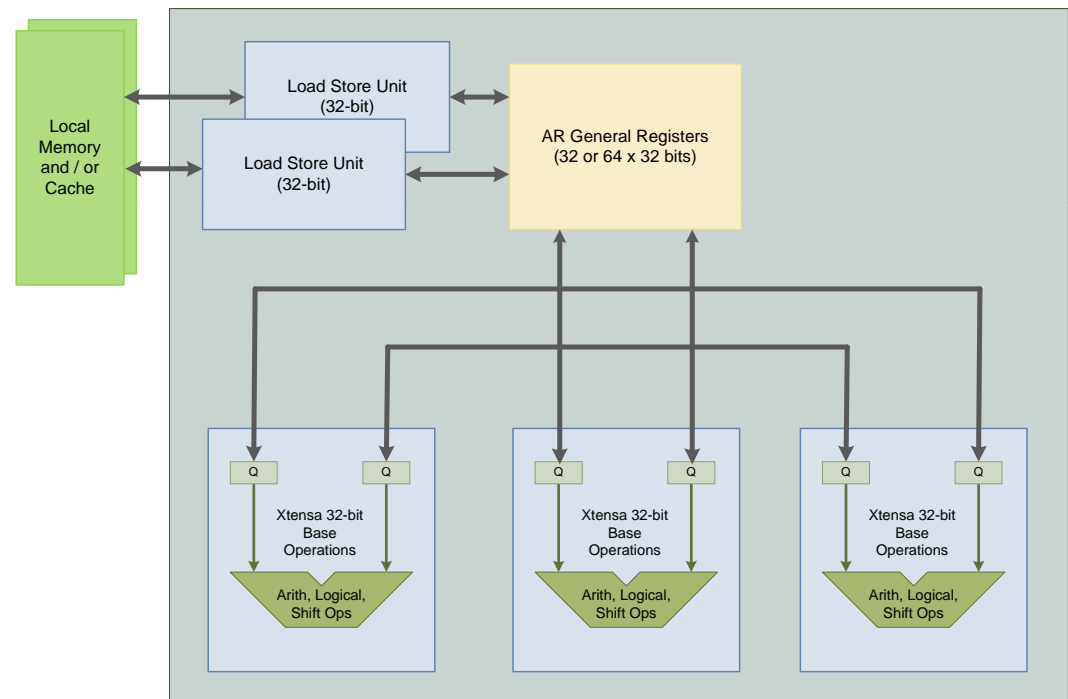 Local
Memory
and / or
Cache
Load Store Unit
(32-bit)
Load Store Unit
(32-bit)
AR General Registers
(32 or 64 x 32 bits)
Q
Q
Xtensa 32-bit
Base
Operations
Arith, Logical,
Shift Ops
Q
Q
Xtensa 32-bit
Base
Operations
Arith, Logical,
Shift Ops
Q
Q
Xtensa 32-bit
Base
Operations
Arith, Logical,
Shift Ops